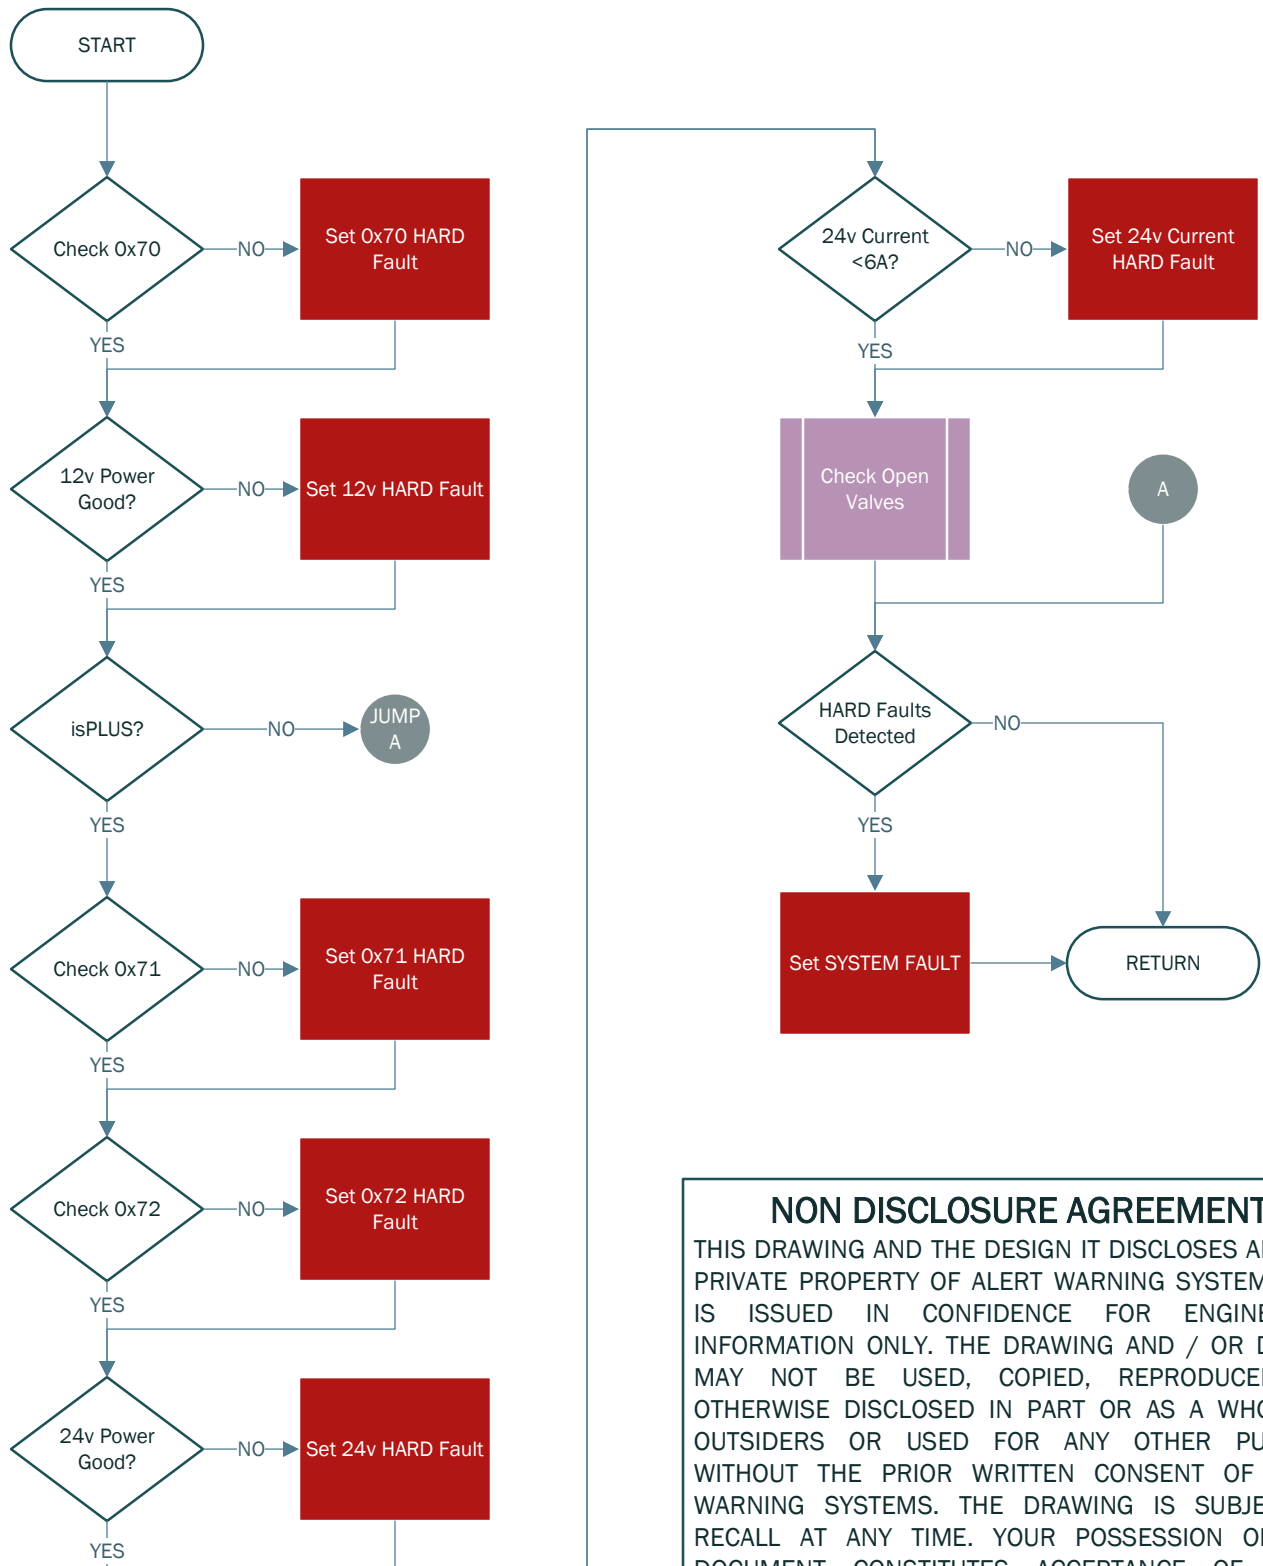 START
Check 0x70
NO
Set 0x70 HARD
Fault
YES
12v Power
Good?
NO
Set 12v HARD Fault
YES
isPLUS?
NO
JUMP
A
YES
Check 0x71
NO
Set 0x71 HARD
Fault
YES
Check 0x72
NO
Set 0x72 HARD
Fault
YES
24v Power
Good?
NO
Set 24v HARD Fault
YES
24v Current
<6A?
NO
Set 24v Current
HARD Fault
YES
Check Open
Valves
A
HARD Faults
Detected
NO
YES
Set SYSTEM FAULT
RETURN
NON DISCLOSURE AGREEMENT
THIS DRAWING AND THE DESIGN IT DISCLOSES
PRIVATE PROPERTY OF ALERT WARNING
IS ISSUED IN CONFIDENCE FOR
INFORMATION ONLY. THE DRAWING AND / OR
MAY NOT BE USED, COPIED,
OTHERWISE DISCLOSED IN PART OR AS A
OUTSIDERS OR USED FOR ANY OTHER
WITHOUT THE PRIOR WRITTEN CONSENT OF
WARNING SYSTEMS. THE DRAWING IS
RECALL AT ANY TIME. YOUR POSSESSION
DOCUMENT CONSTITUTES ACCEPTANCE OF